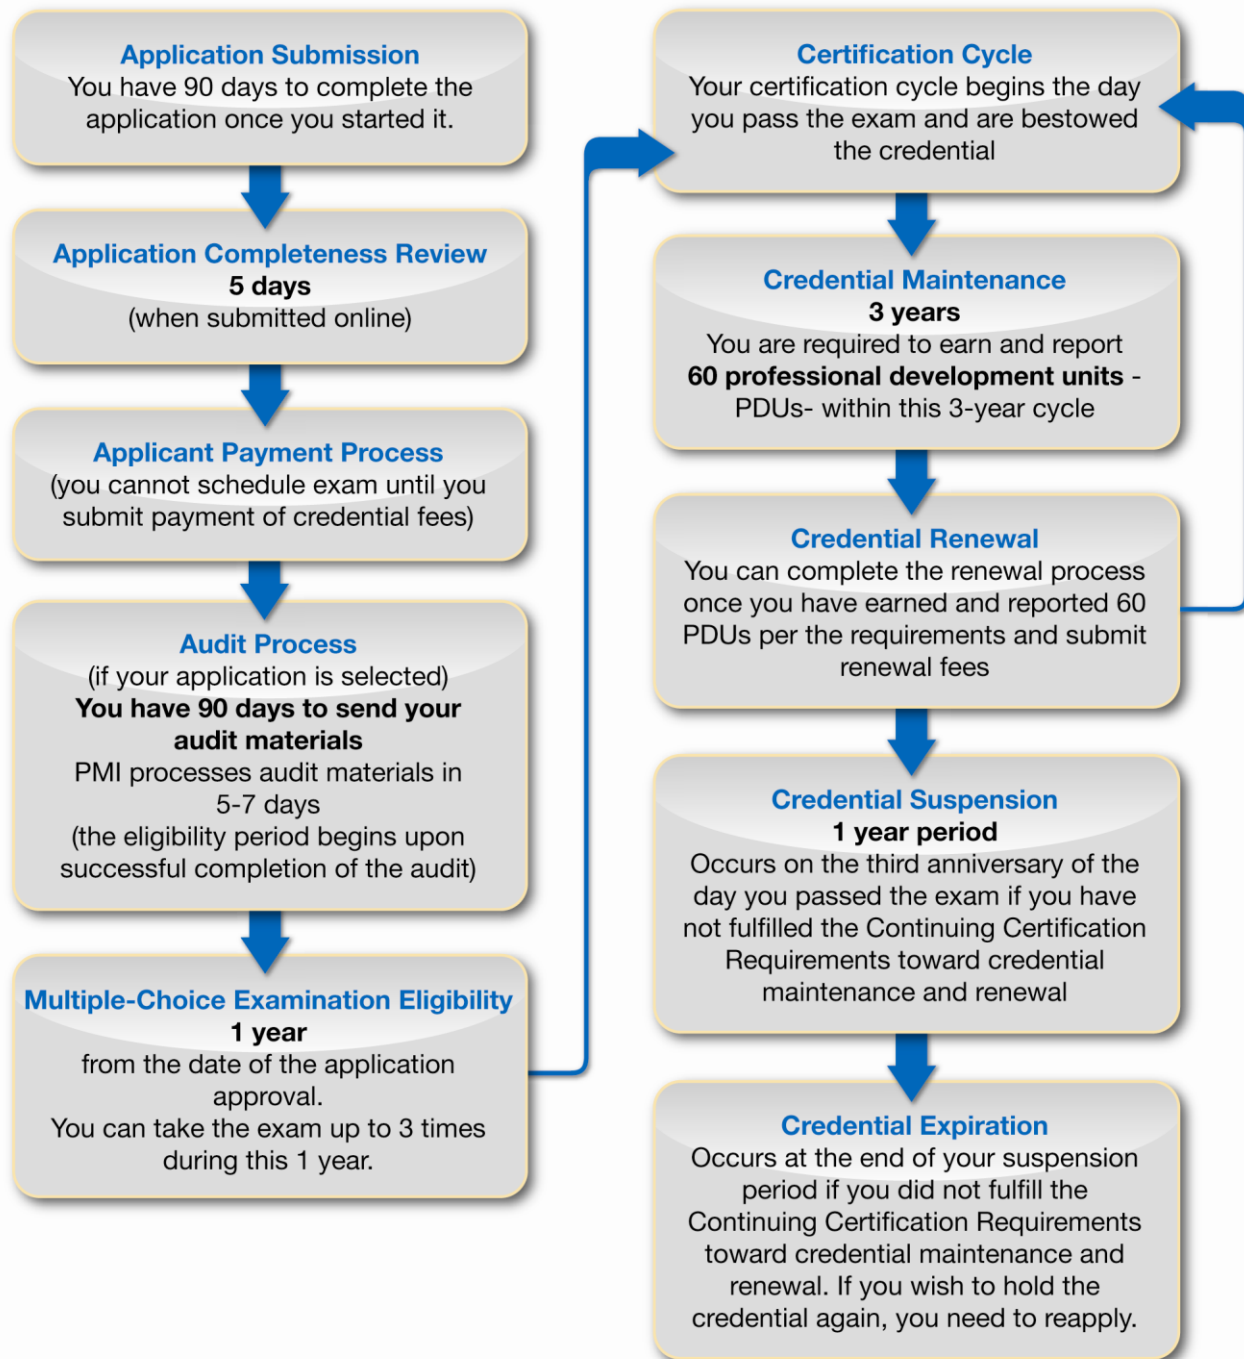 Application Submission
You have 90 days to complete the
application once you started it.
Application Completeness Review
5 days
(when submitted online)
Applicant Payment Process
(you cannot schedule exam until you
submit payment of credential fees)
Audit Process
(if your application is selected)
You have 90 days to send your
audit materials
PMI processes audit materials in
5-7 days
(the eligibility period begins upon
successful completion of the audit)
Multiple-Choice Examination Eligibility
1 year
from the date of the application
approval.
You can take the exam up to 3 times
during this 1 year.
Certification Cycle
Your certification cycle begins the day
you pass the exam and are bestowed
the credential
Credential Maintenance
3 years
You are required to earn and report
60 professional development units -
PDUs- within this 3-year cycle
Credential Renewal
You can complete the renewal process
once you have earned and reported 60
PDUs per the requirements and submit
renewal fees
Credential Suspension
1 year period
Occurs on the third anniversary of the
day you passed the exam if you have
not fulfilled the Continuing Certification
Requirements toward credential
maintenance and renewal
Credential Expiration
Occurs at the end of your suspension
period if you did not fulfill the
Continuing Certification Requirements
toward credential maintenance and
renewal. If you wish to hold the
credential again, you need to reapply.